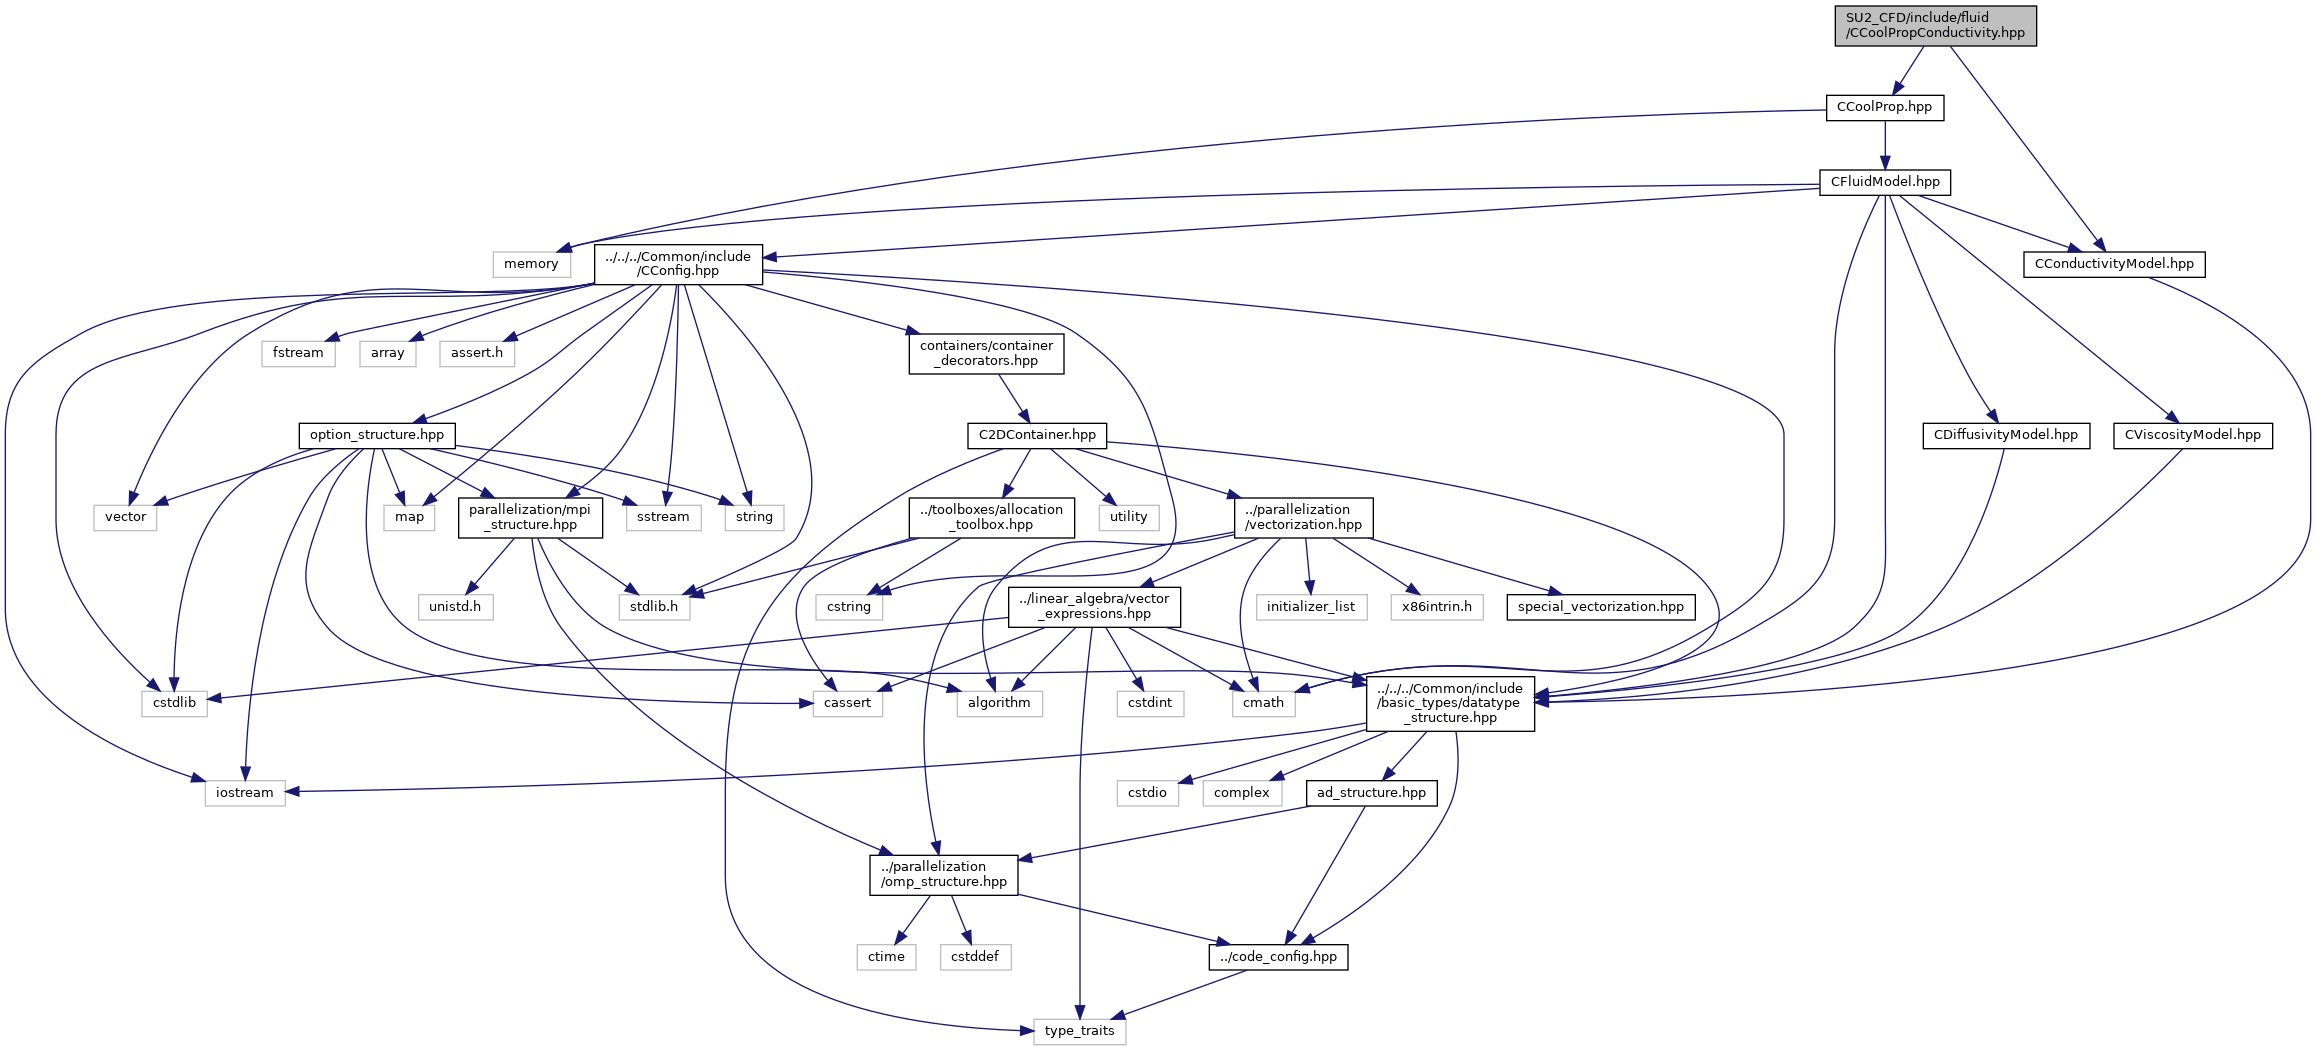 SU2_CFD/include/fluid
/CCoolPropConductivity.hpp
CCoolProp.hpp
CFluidModel.hpp
memory
../../../Common/include
/CConfig.hpp
CConductivityModel.hpp
fstream
array
assert.h
containers/container
_decorators.hpp
option_structure.hpp
C2DContainer.hpp
CDiffusivityModel.hpp
CViscosityModel.hpp
vector
map
parallelization/mpi
_structure.hpp
sstream
string
../toolboxes/allocation
_toolbox.hpp
utility
../parallelization
/vectorization.hpp
unistd.h
stdlib.h
cstring
../linear_algebra/vector
_expressions.hpp
initializer_list
x86intrin.h
special_vectorization.hpp
cstdlib
cassert
algorithm
cstdint
cmath
../../../Common/include
/basic_types/datatype
_structure.hpp
iostream
cstdio
complex
ad_structure.hpp
../parallelization
/omp_structure.hpp
ctime
cstddef
../code_config.hpp
type_traits